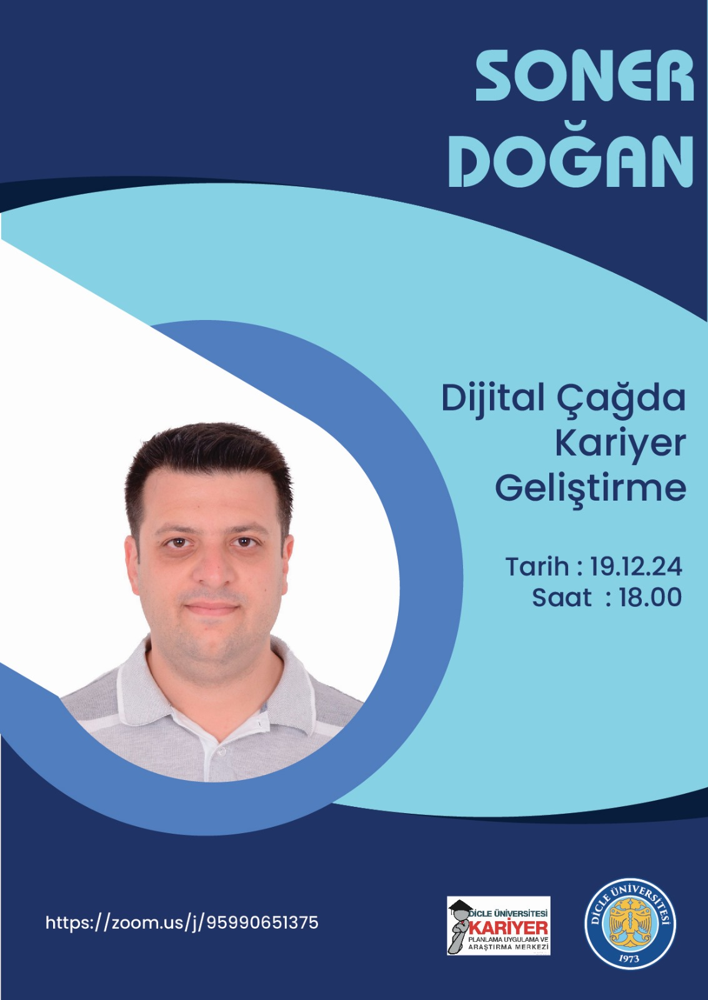 SONER
DOĞAN
Dijital Çağda
Kariyer
Geliştirme
Tarih : 19.12.24
Saat : 18.00
https://zoom.us/j/95990651375
DİCLE ÜNİVERSİTESİ
KARİYER
PLANLAMA UYGULAMA VE
ARAŞTIRMA MERKEZİ
DİCLE ÜNİVERSİTESİ
1973